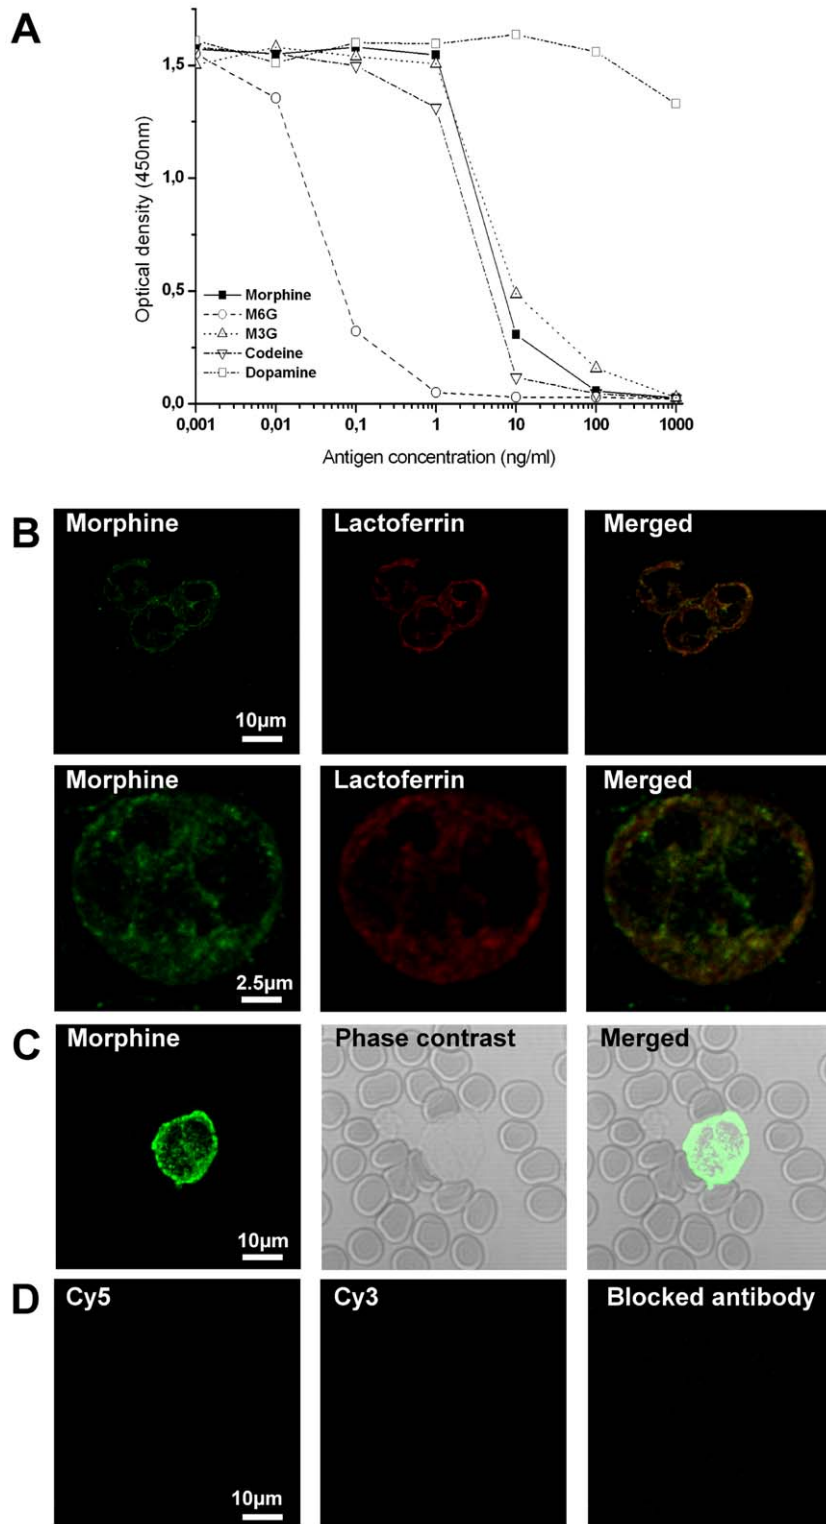 A
Optical density (450nm)
1,5
1,0
0,5
0,0
Morphine
M6G
M3G
Codeine
Dopamine
0,001 0,01 0,1 1 10 100 1000
Antigen concentration (ng/ml)
B
Morphine Lactoferrin Merged
10µm
Morphine Lactoferrin Merged
2.5µm
C
Morphine Phase contrast Merged
10µm
D
Cy5 Cy3 Blocked antibody
10µm